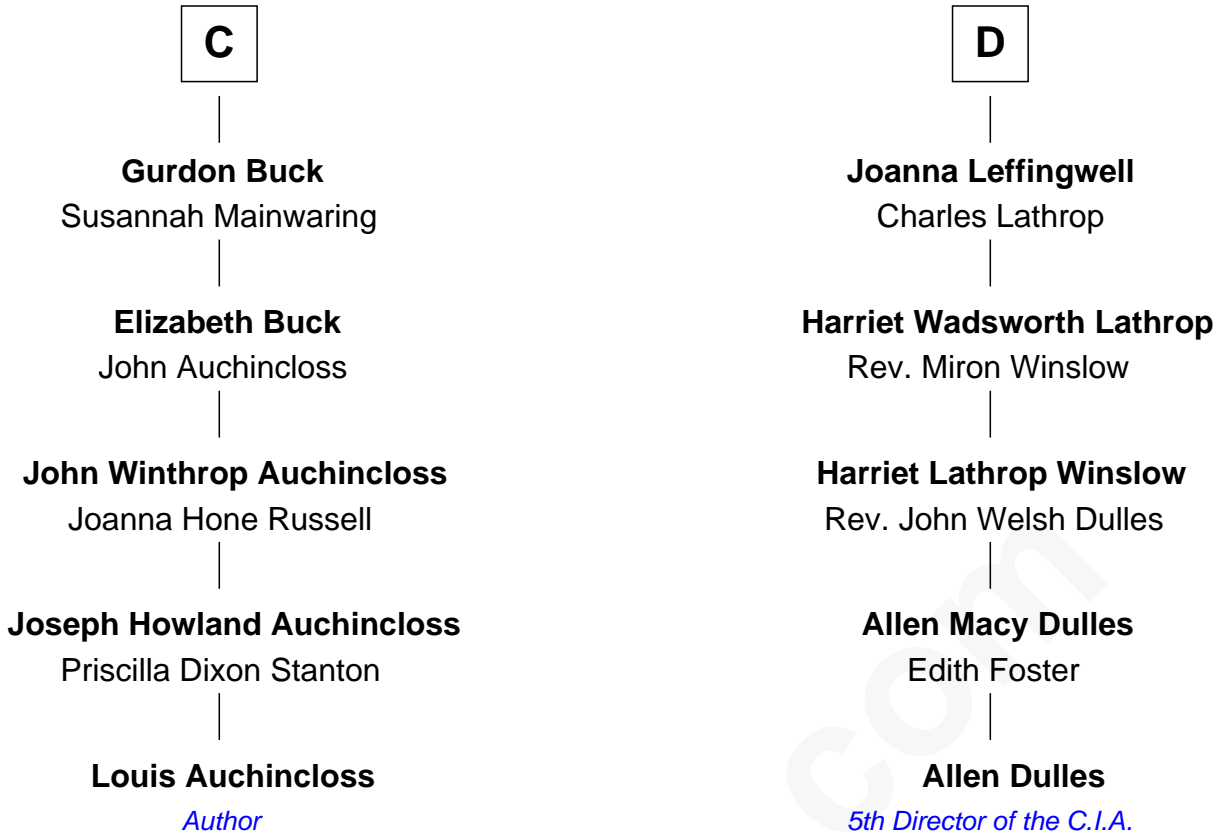 C
Gurdon Buck
Susannah Mainwaring
Elizabeth Buck
John Auchincloss
John Winthrop Auchincloss
Joanna Hone Russell
Joseph Howland Auchincloss
Priscilla Dixon Stanton
Louis Auchincloss
Author
D
Joanna Leffingwell
Charles Lathrop
Harriet Wadsworth Lathrop
Rev. Miron Winslow
Harriet Lathrop Winslow
Rev. John Welsh Dulles
Allen Macy Dulles
Edith Foster
Allen Dulles
5th Director of the C.I.A.
com